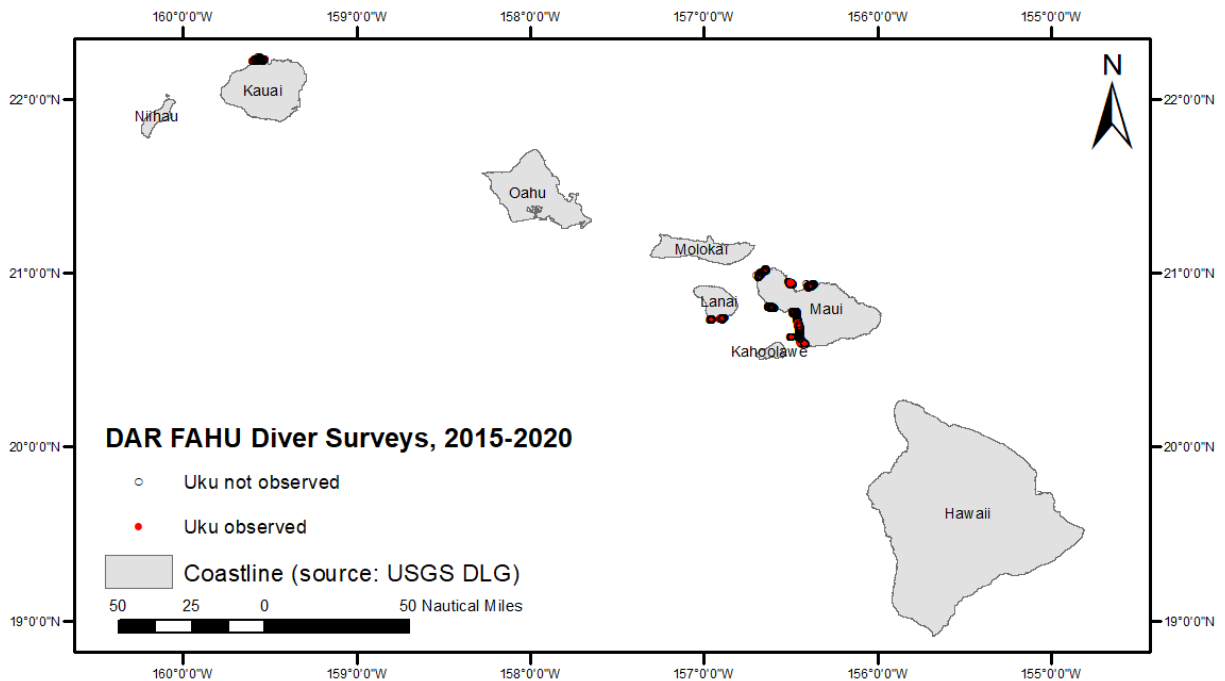 160°0'0"W 159°0'0"W 158°0'0"W 157°0'0"W 156°0'0"W 155°0'0"W
N
22°0'0"N
22°0'0"N
Kauai
Niihau
Oahu
Molokai
21°0'0"N
21°0'0"N
Lanai
Maui
Kahoolawe
20°0'0"N
20°0'0"N
DAR FAHU Diver Surveys, 2015-2020
Uku not observed
Uku observed
Hawaii
Coastline (source: USGS DLG)
50 25 0 50 Nautical Miles
19°0'0"N
19°0'0"N
160°0'0"W 159°0'0"W 158°0'0"W 157°0'0"W 156°0'0"W 155°0'0"W